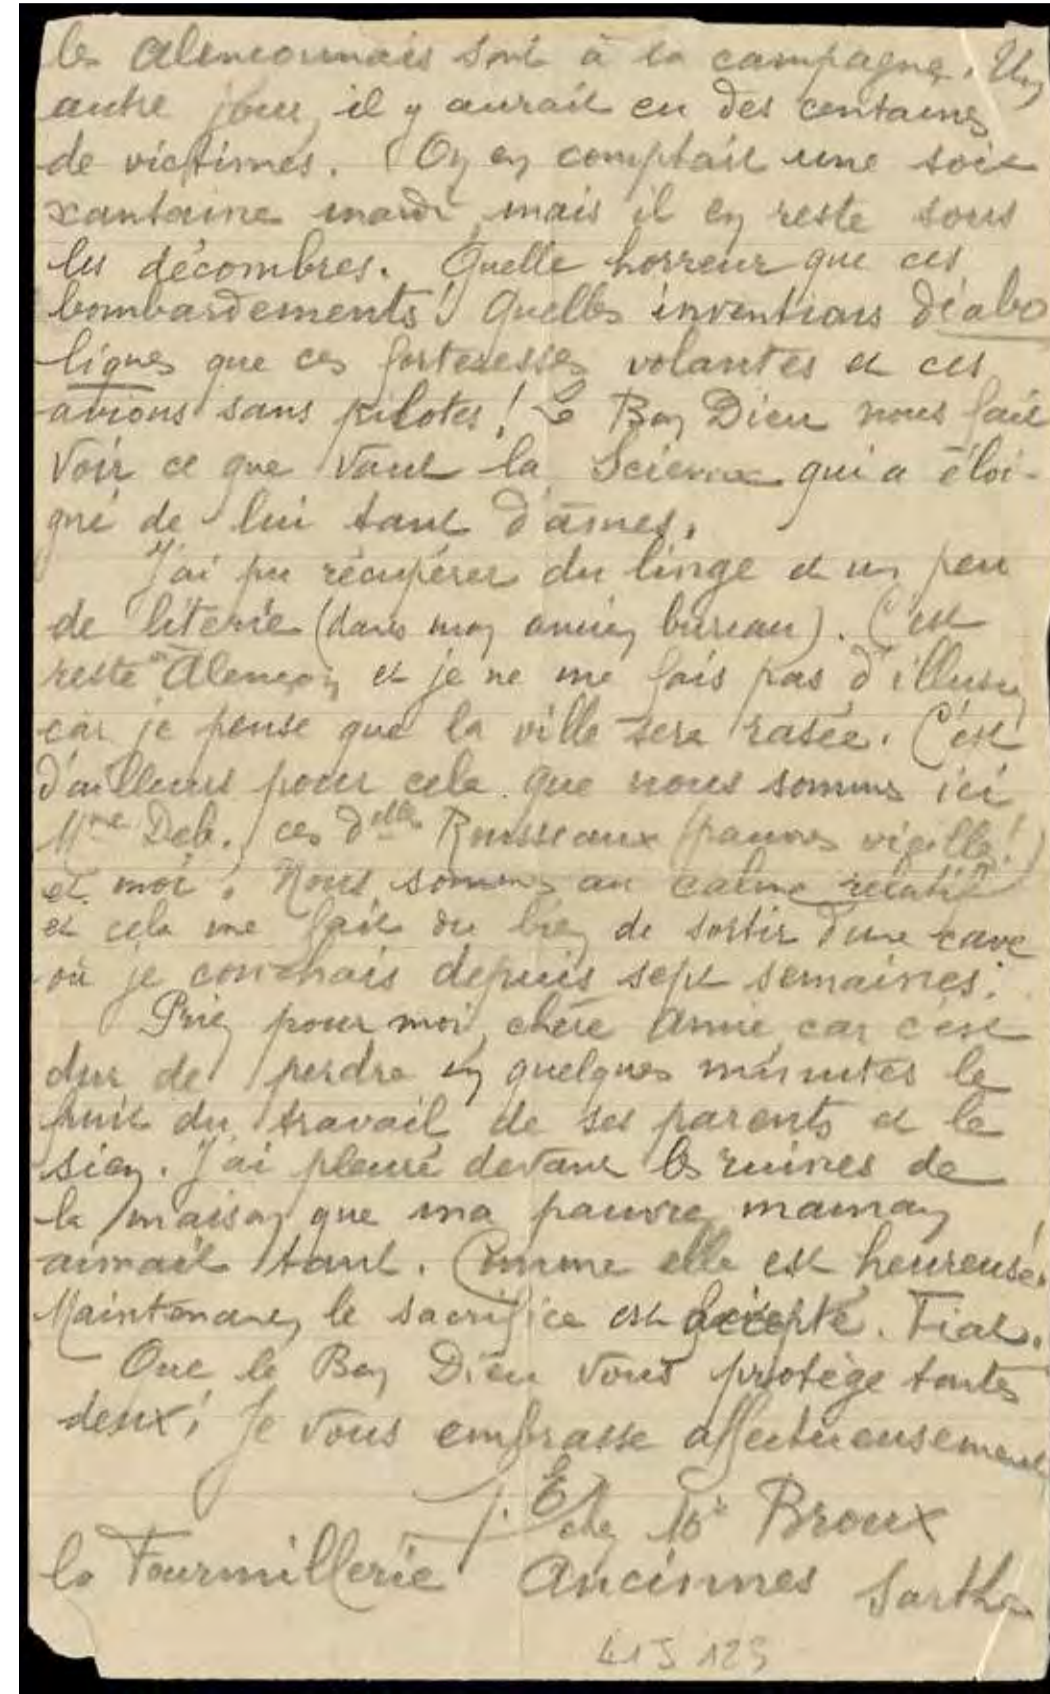 les Alenconnais sont à la campagne. Un
autre jour, il y aurait eu des centaines
de victimes. On en comptait une soi-
xantaine mardi, mais il en reste sous
les décombres. Quelle horreur que ces
bombardements! Quelles inventions diabo
liques que ces forteresses volantes et ces
avions sans pilotes! Le Bon Dieu nous fait
voir ce que vaut la Science qui a éloi-
gné de lui tant d'âmes.
J'ai pu récupérer du linge et un peu
de literie (dans mon ancien bureau). C'est
resté à Alençon, et je ne me fais pas d'illusion
car je pense que la ville sera rasée. C'est
d'ailleurs pour cela que nous sommes ici
Mme Deb. ces delles Rousseaux (pauvres vieilles!)
et moi. Nous sommes au calme relatif
et cela me fait du bien de sortir d'une cave
où je couchais depuis sept semaines.
Priez pour moi, chère Annie, car c'est
dur de perdre en quelques minutes le
fruit du travail de ses parents et le
sien. J'ai pleuré devant les ruines de
la maison que ma pauvre maman
aimait tant. Comme elle est heureuse!
Maintenant, le sacrifice est accepté. Fiat.
Que le Bon Dieu vous protège toutes
deux! Je vous embrasse affectueusement
J. E
chez Mr Broux
la Fourmillerie Ancinnes Sarthe
41 J 123